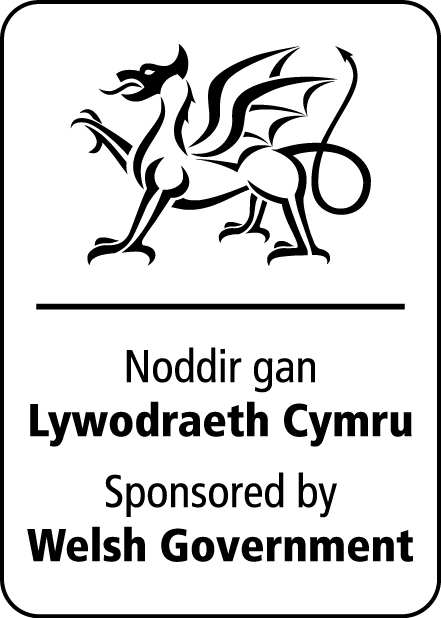 Noddir gan
Lywodraeth Cymru
Sponsored by
Welsh Government